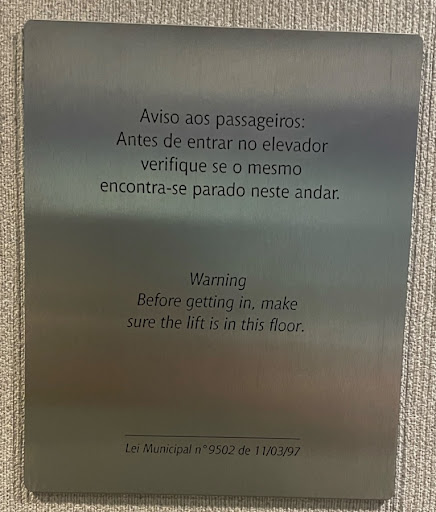 Aviso aos passageiros:
Antes de entrar no elevador
verifique se o mesmo
encontra-se parado neste andar.
Warning
Before getting in, make
sure the lift is in this floor.
Lei Municipal n°9502 de 11/03/97